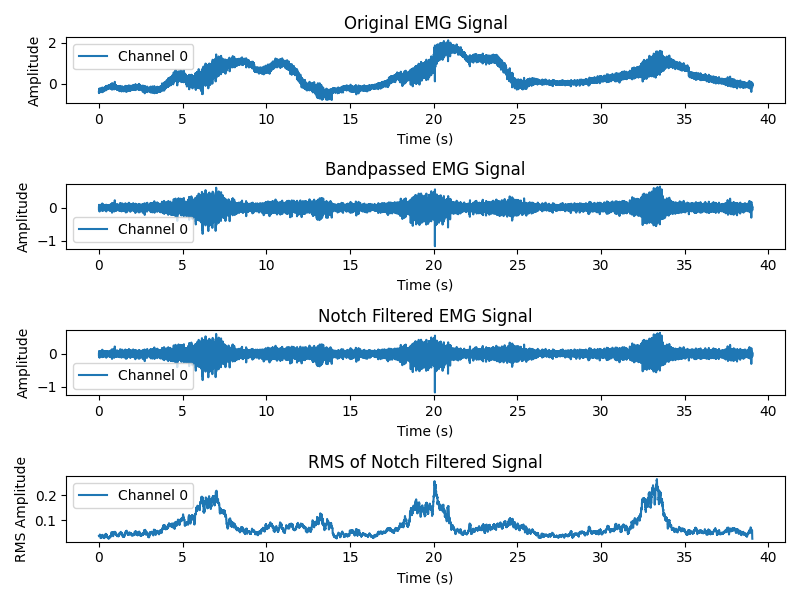 Original EMG Signal
2
0
Amplitude
Channel 0
0 5 10 15 20 25 30 35 40
Time (s)
Bandpassed EMG Signal
0
−1
Amplitude
Channel 0
0 5 10 15 20 25 30 35 40
Time (s)
Notch Filtered EMG Signal
0
−1
Amplitude
Channel 0
0 5 10 15 20 25 30 35 40
Time (s)
RMS of Notch Filtered Signal
0.2
0.1
RMS Amplitude
Channel 0
0 5 10 15 20 25 30 35 40
Time (s)